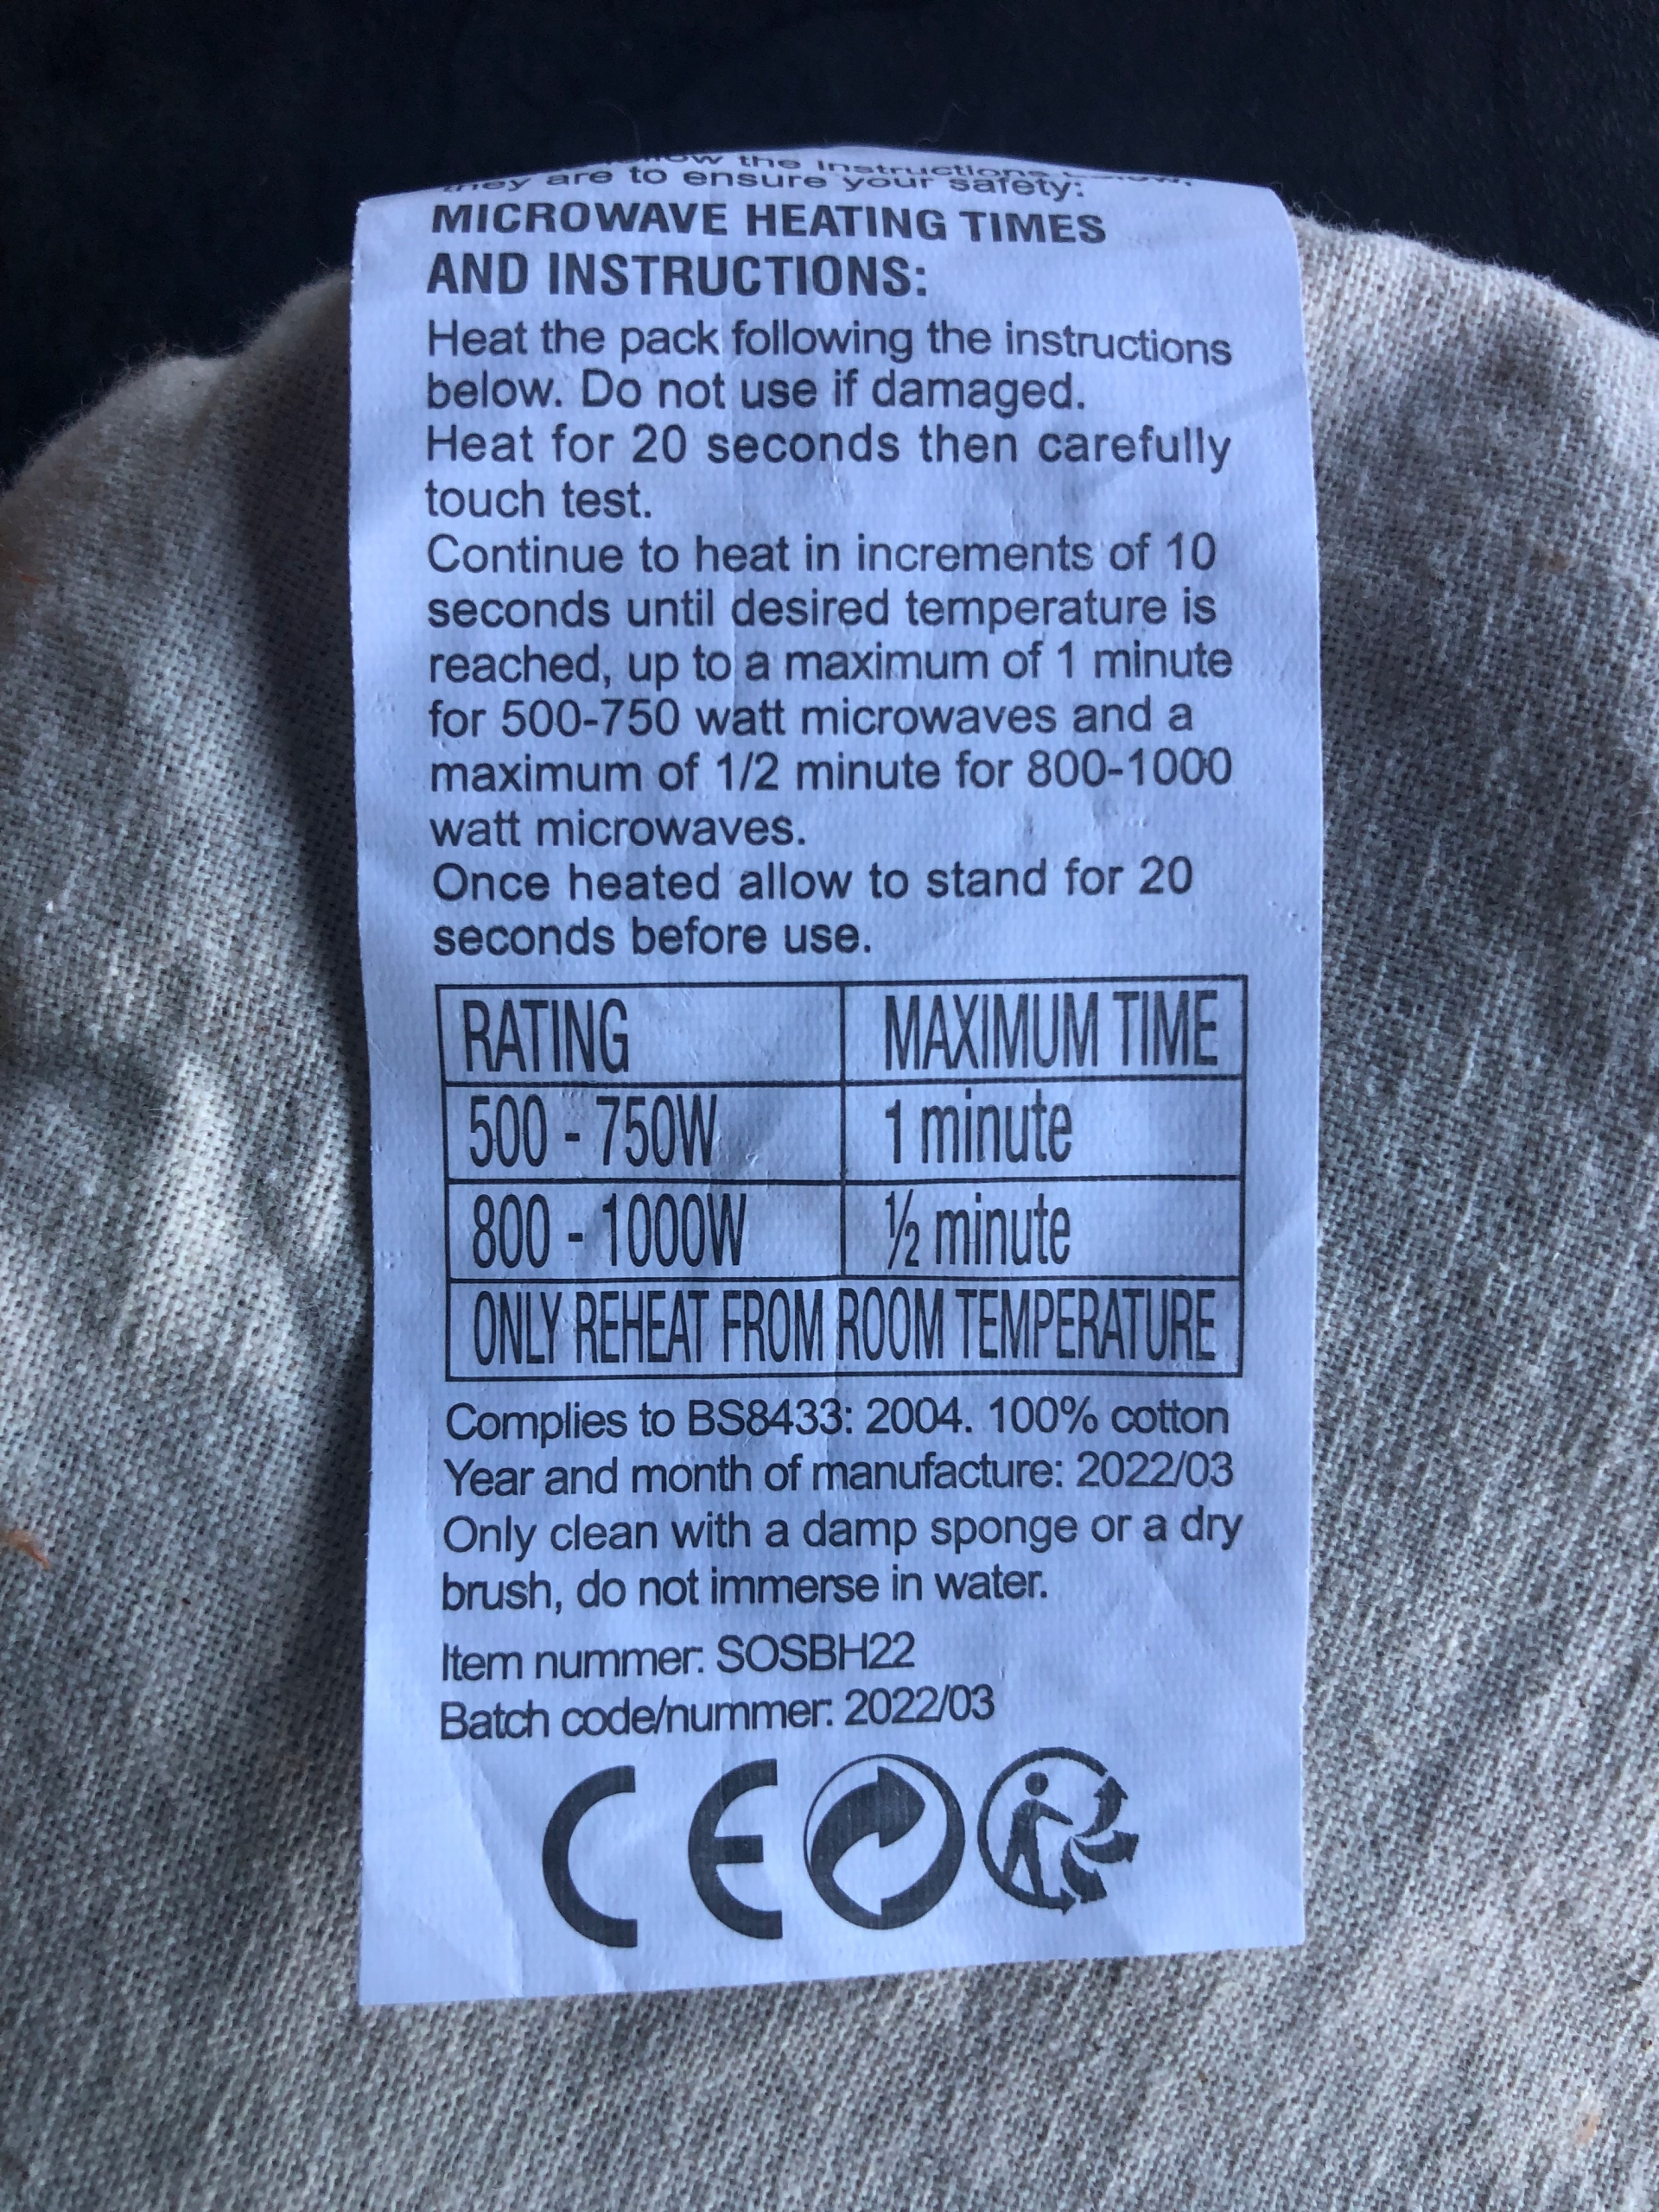 the instructions
they are to ensure your safety:
MICROWAVE HEATING TIMES
AND INSTRUCTIONS:
Heat the pack following the instructions
below. Do not use if damaged.
Heat for 20 seconds then carefully
touch test.
Continue to heat in increments of 10
seconds until desired temperature is
reached, up to a maximum of 1 minute
for 500-750 watt microwaves and a
maximum of 1/2 minute for 800-1000
watt microwaves.
Once heated allow to stand for 20
seconds before use.
RATING MAXIMUM TIME
500 - 750W 1 minute
800 - 1000W ½ minute
ONLY REHEAT FROM ROOM TEMPERATURE
Complies to BS8433: 2004. 100% cotton
Year and month of manufacture: 2022/03
Only clean with a damp sponge or a dry
brush, do not immerse in water.
Item nummer: SOSBH22
Batch code/nummer: 2022/03
CE